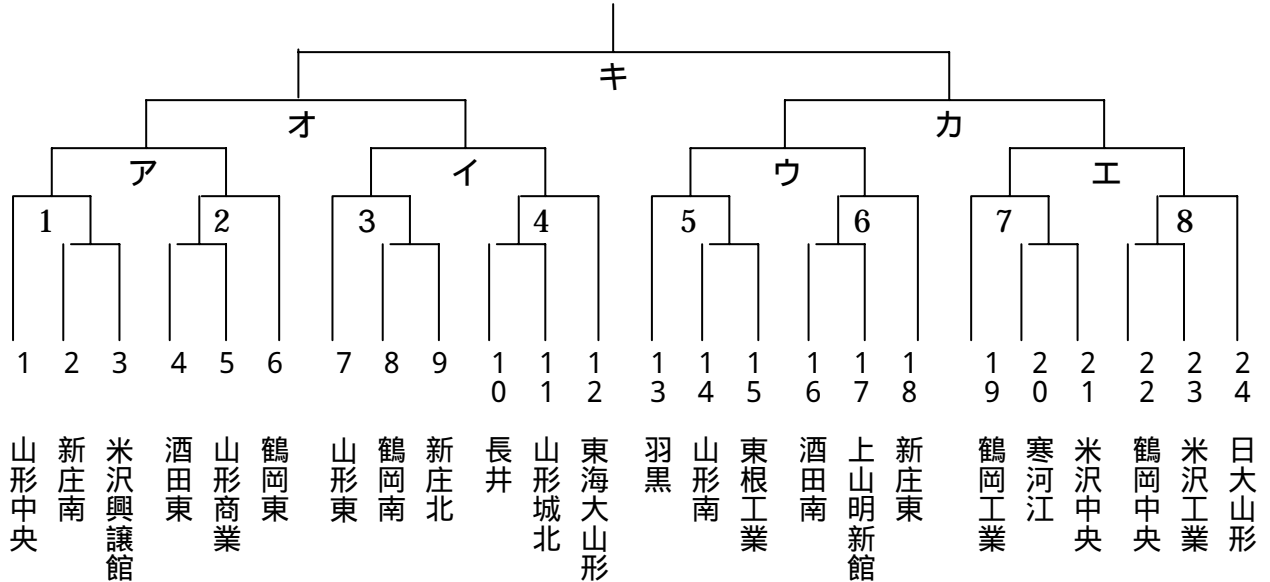 キ
オ カ
ア イ ウ エ
1 2 3 4 5 6 7 8
1 2 3 4 5 6 7 8 9 10 11 12 13 14 15 16 17 18 19 20 21 22 23 24
山形中央
新庄南
米沢興譲館
酒田東
山形商業
鶴岡東
山形東
鶴岡南
新庄北
長井
山形城北
東海大山形
羽黒
山形南
東根工業
酒田南
上山明新館
新庄東
鶴岡工業
寒河江
米沢中央
鶴岡中央
米沢工業
日大山形